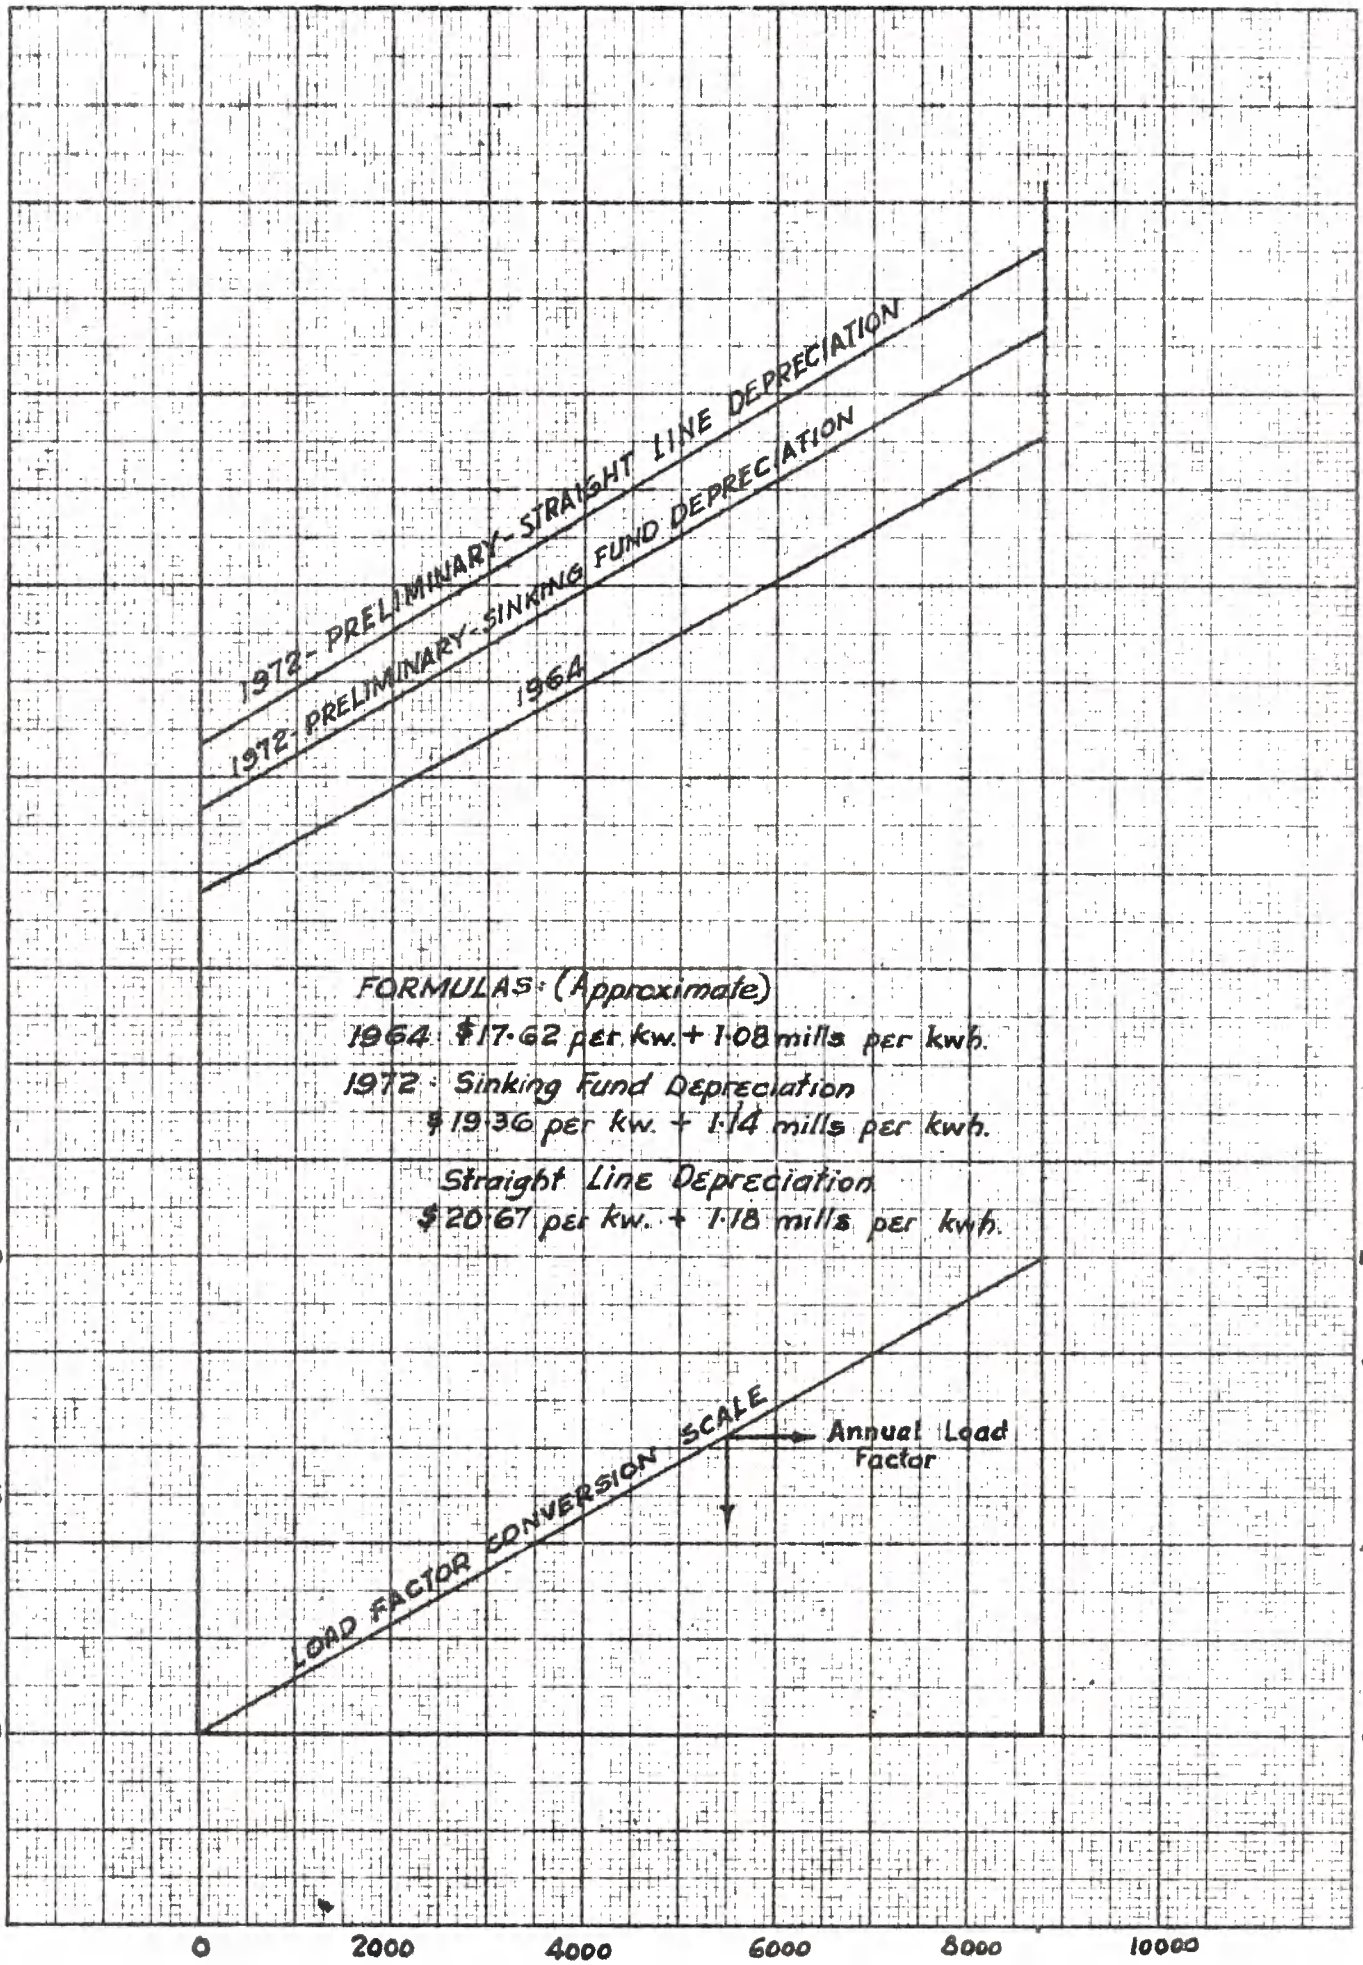 1972- PRELIMINARY-STRAIGHT LINE DEPRECIATION
1972-PRELIMINARY-SINKING FUND DEPRECIATION
1964
FORMULAS: (Approximate)
1964: $17.62 per kw. + 1.08 mills per kwh.
1972: Sinking Fund Depreciation
$19.36 per kw. + 1.14 mills per kwh.
Straight Line Depreciation
$20.67 per kw. + 1.18 mills per kwh.
LOAD FACTOR CONVERSION SCALE
Annual Load
Factor
0 2000 4000 6000 8000 10000